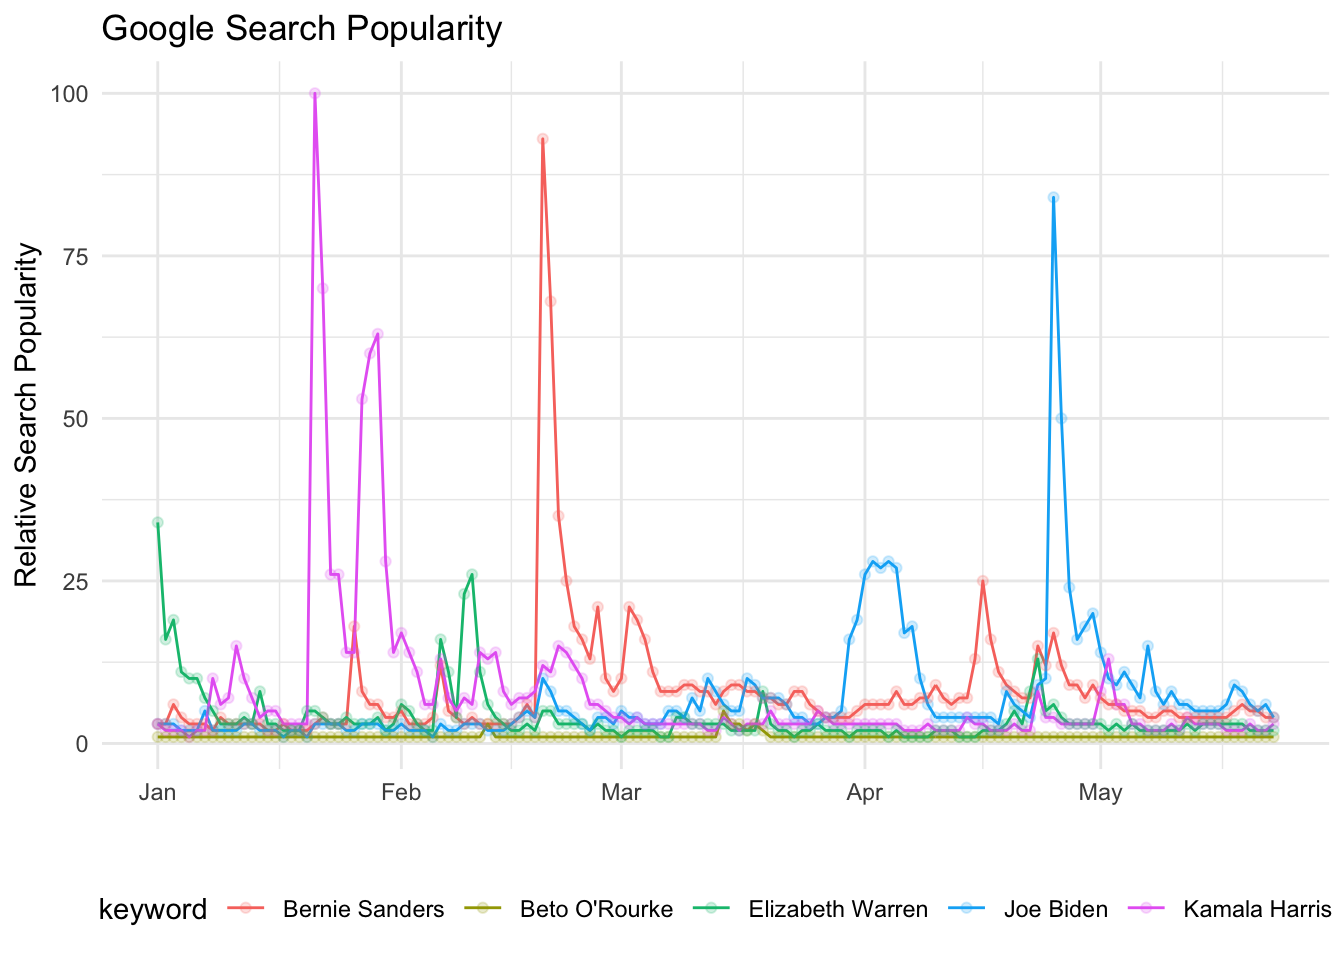 Google Search Popularity
Relative Search Popularity
100
75
50
25
0
Jan Feb Mar Apr May
keyword Bernie Sanders Beto O'Rourke Elizabeth Warren Joe Biden Kamala Harris